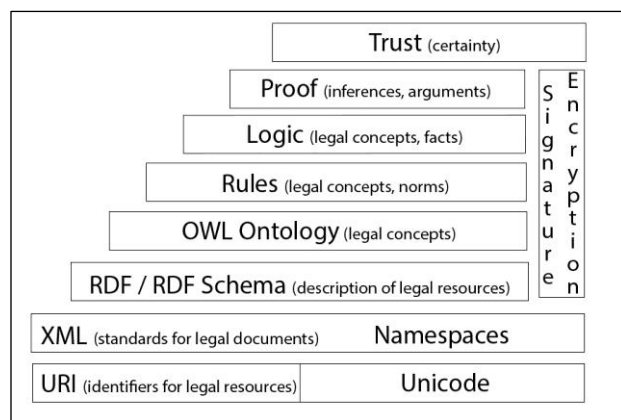 Trust (certainty)
Proof (inferences, arguments)
Logic (legal concepts, facts)
Rules (legal concepts, norms)
OWL Ontology (legal concepts)
RDF / RDF Schema (description of legal resources)
Signature
Encryption
XML (standards for legal documents) Namespaces
URI (identifiers for legal resources) Unicode